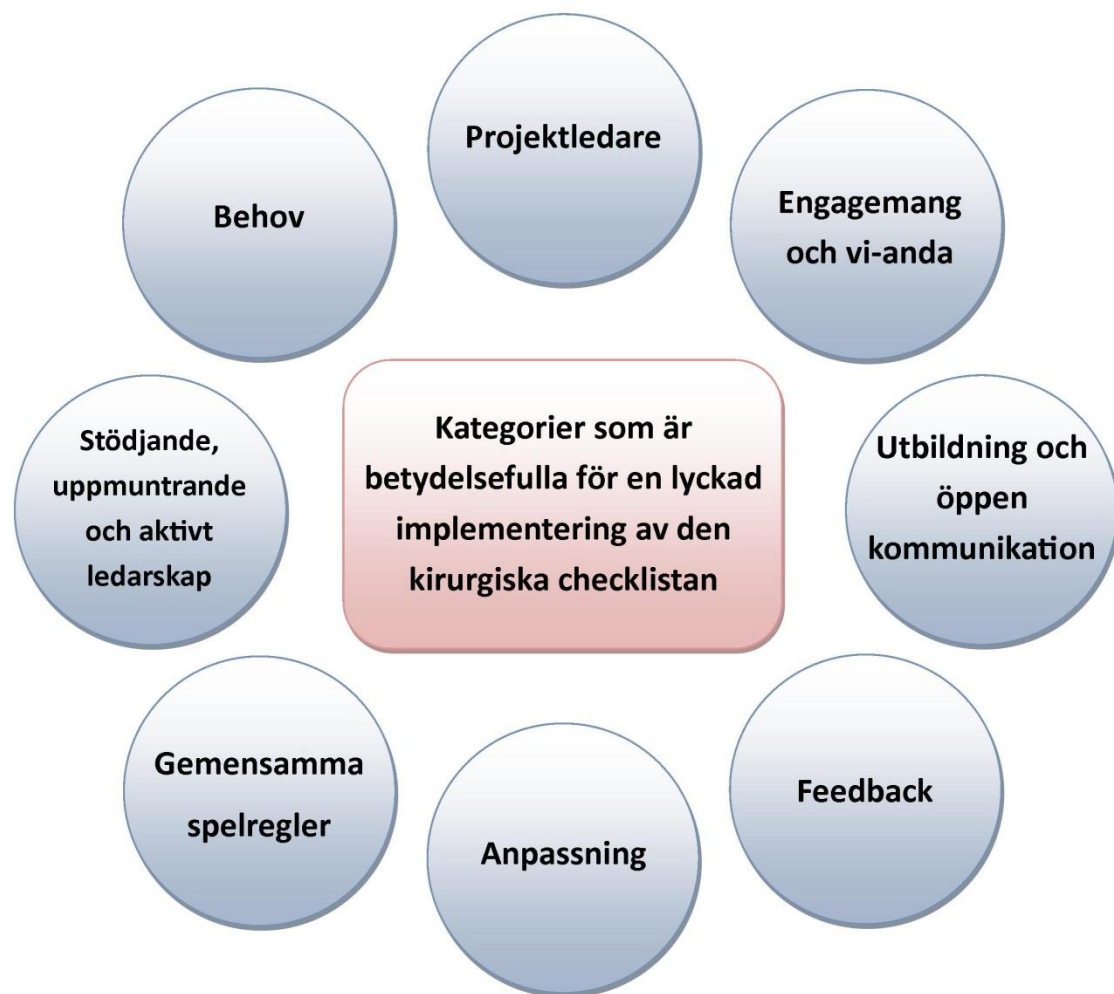 Projektledare
Engagemang
och vi-anda
Behov
Kategorier som är
betydelsefulla för en lyckad
implementering av den
kirurgiska checklistan
Utbildning och
öppen
kommunikation
Stödjande,
uppmuntrande
och aktivt
ledarskap
Feedback
Gemensamma
spelregler
Anpassning